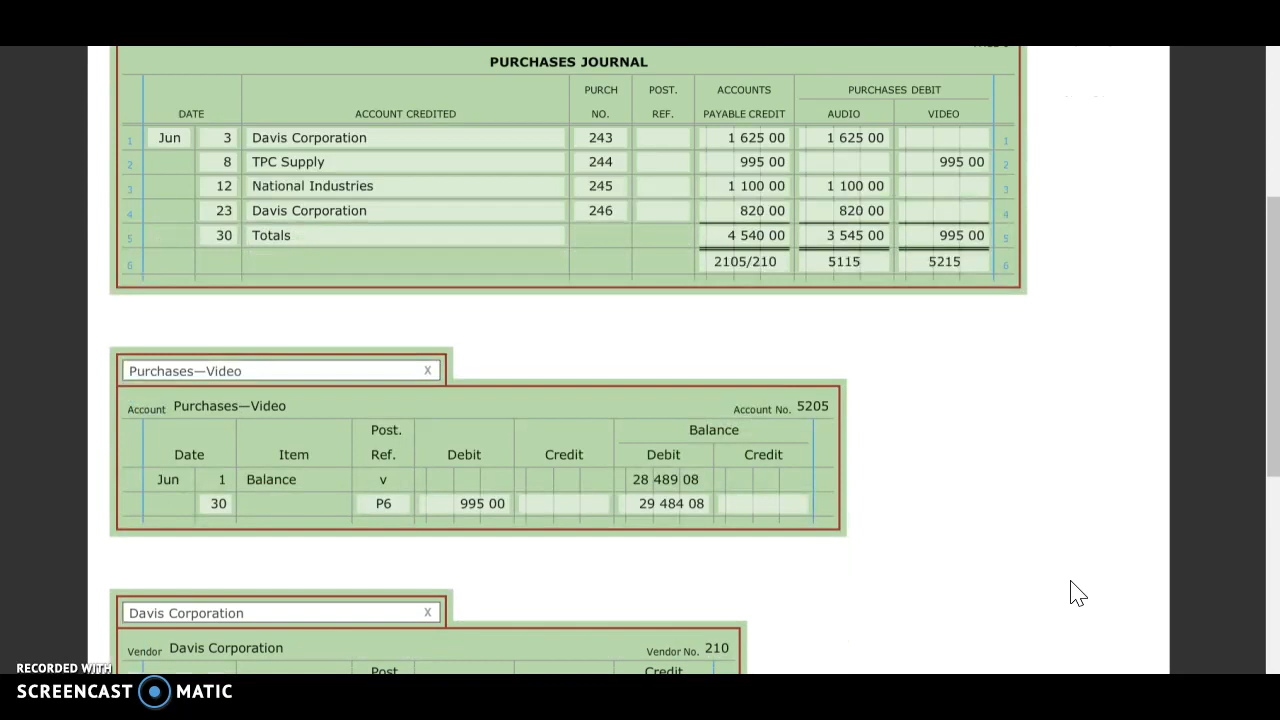 PURCHASES JOURNAL
PURCH POST. ACCOUNTS PURCHASES DEBIT
DATE ACCOUNT CREDITED NO. REF. PAYABLE CREDIT AUDIO VIDEO
1 Jun 3 Davis Corporation 243 1 625 00 1 625 00 1
2 8 TPC Supply 244 995 00 995 00 2
3 12 National Industries 245 1 100 00 1 100 00 3
4 23 Davis Corporation 246 820 00 820 00 4
5 30 Totals 4 540 00 3 545 00 995 00 5
6 2105/210 5115 5215 6
Purchases—Video X
Account Purchases—Video Account No. 5205
Post. Balance
Date Item Ref. Debit Credit Debit Credit
Jun 1 Balance v 28 489 08
30 P6 995 00 29 484 08
Davis Corporation X
Vendor Davis Corporation Vendor No. 210
Post Credit
RECORDED WITH
SCREENCAST MATIC